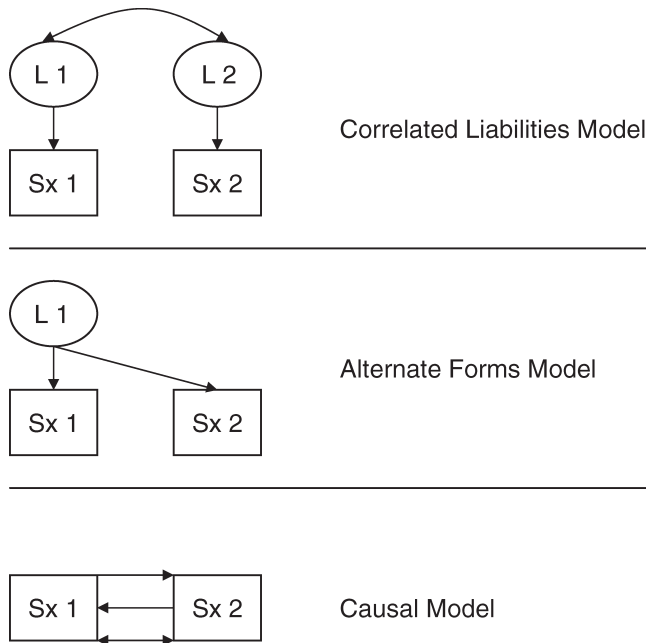 L 1 L 2
Correlated Liabilities Model
Sx 1 Sx 2
L 1
Alternate Forms Model
Sx 1 Sx 2
Sx 1 Sx 2 Causal Model